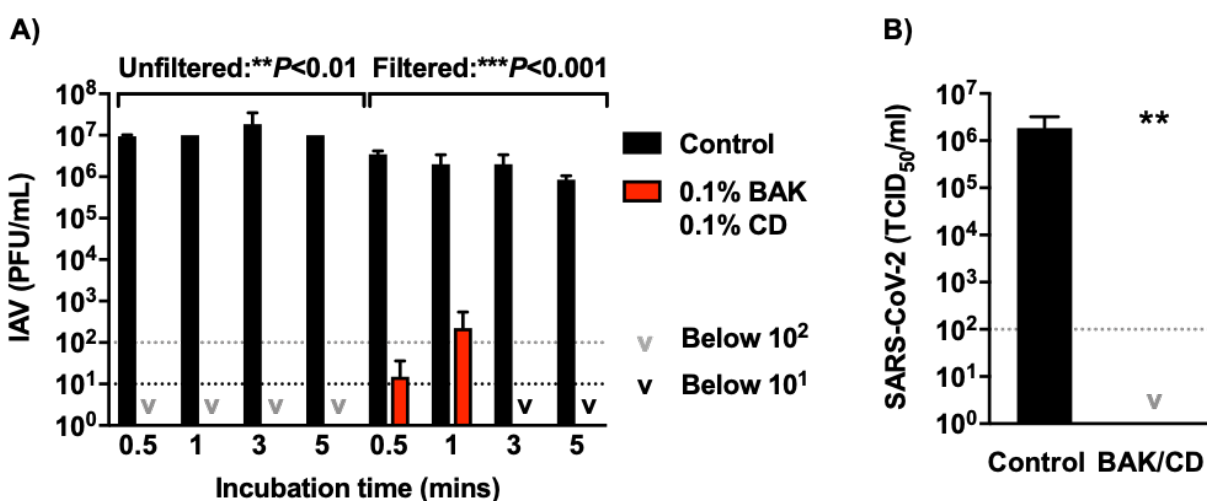 A)
Unfiltered:**P<0.01 Filtered:***P<0.001
IAV (PFU/mL)
10⁸
10⁷
10⁶
10⁵
10⁴
10³
10²
10¹
10⁰
v v v v v v
0.5 1 3 5 0.5 1 3 5
Incubation time (mins)
Control
0.1% BAK
0.1% CD
v Below 10²
v Below 10¹
B)
SARS-CoV-2 (TCID₅₀/ml)
10⁷
10⁶
10⁵
10⁴
10³
10²
10¹
10⁰
**
v
Control BAK/CD